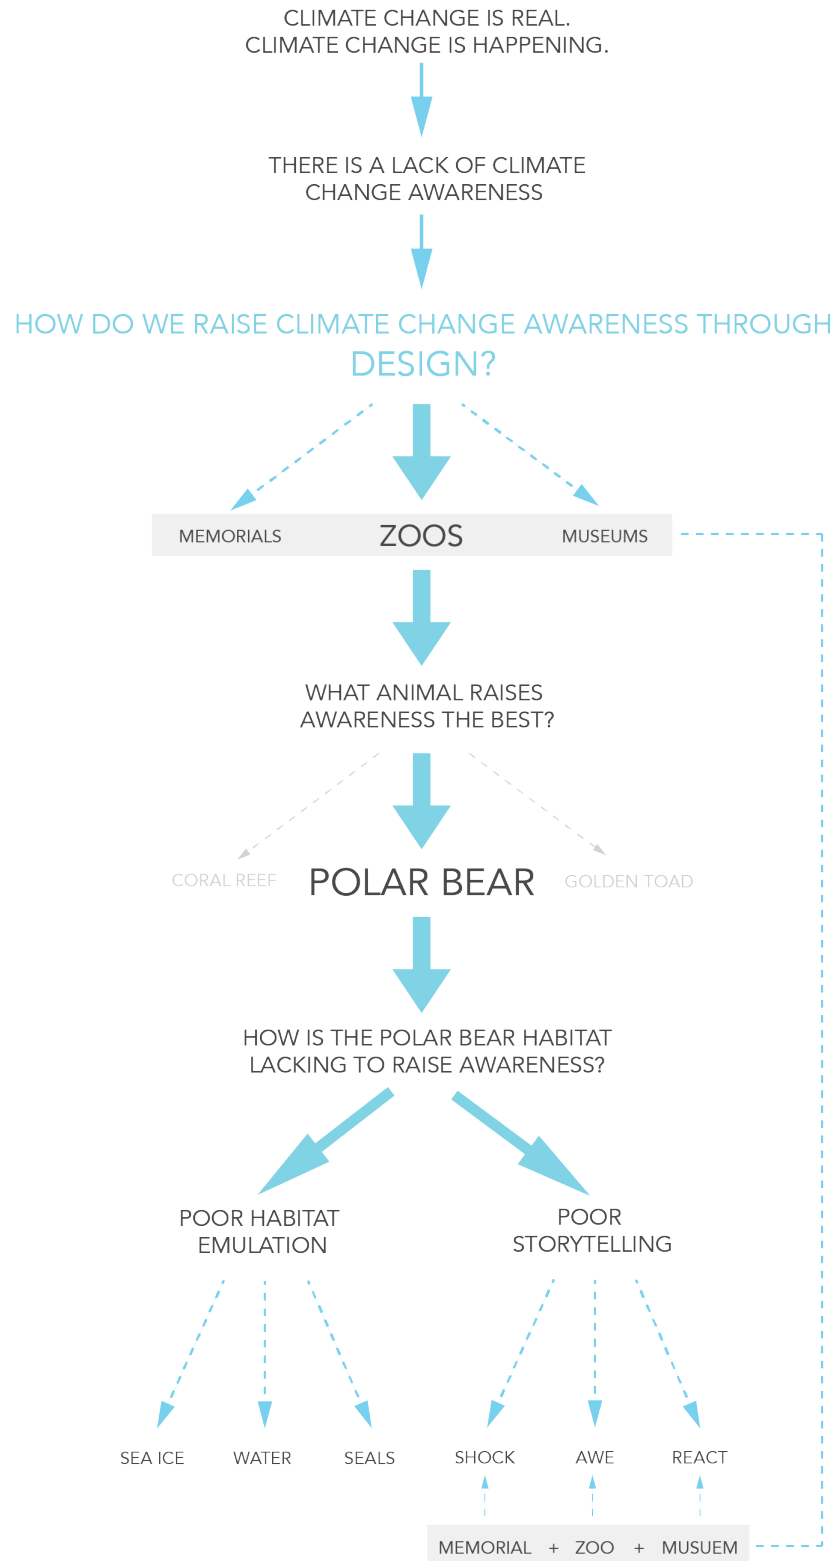 CLIMATE CHANGE IS REAL.
CLIMATE CHANGE IS HAPPENING.
THERE IS A LACK OF CLIMATE
CHANGE AWARENESS
HOW DO WE RAISE CLIMATE CHANGE AWARENESS THROUGH
DESIGN?
MEMORIALS ZOOS MUSEUMS
WHAT ANIMAL RAISES
AWARENESS THE BEST?
CORAL REEF POLAR BEAR GOLDEN TOAD
HOW IS THE POLAR BEAR HABITAT
LACKING TO RAISE AWARENESS?
POOR HABITAT
EMULATION
POOR
STORYTELLING
SEA ICE WATER SEALS SHOCK AWE REACT
MEMORIAL + ZOO + MUSUEM